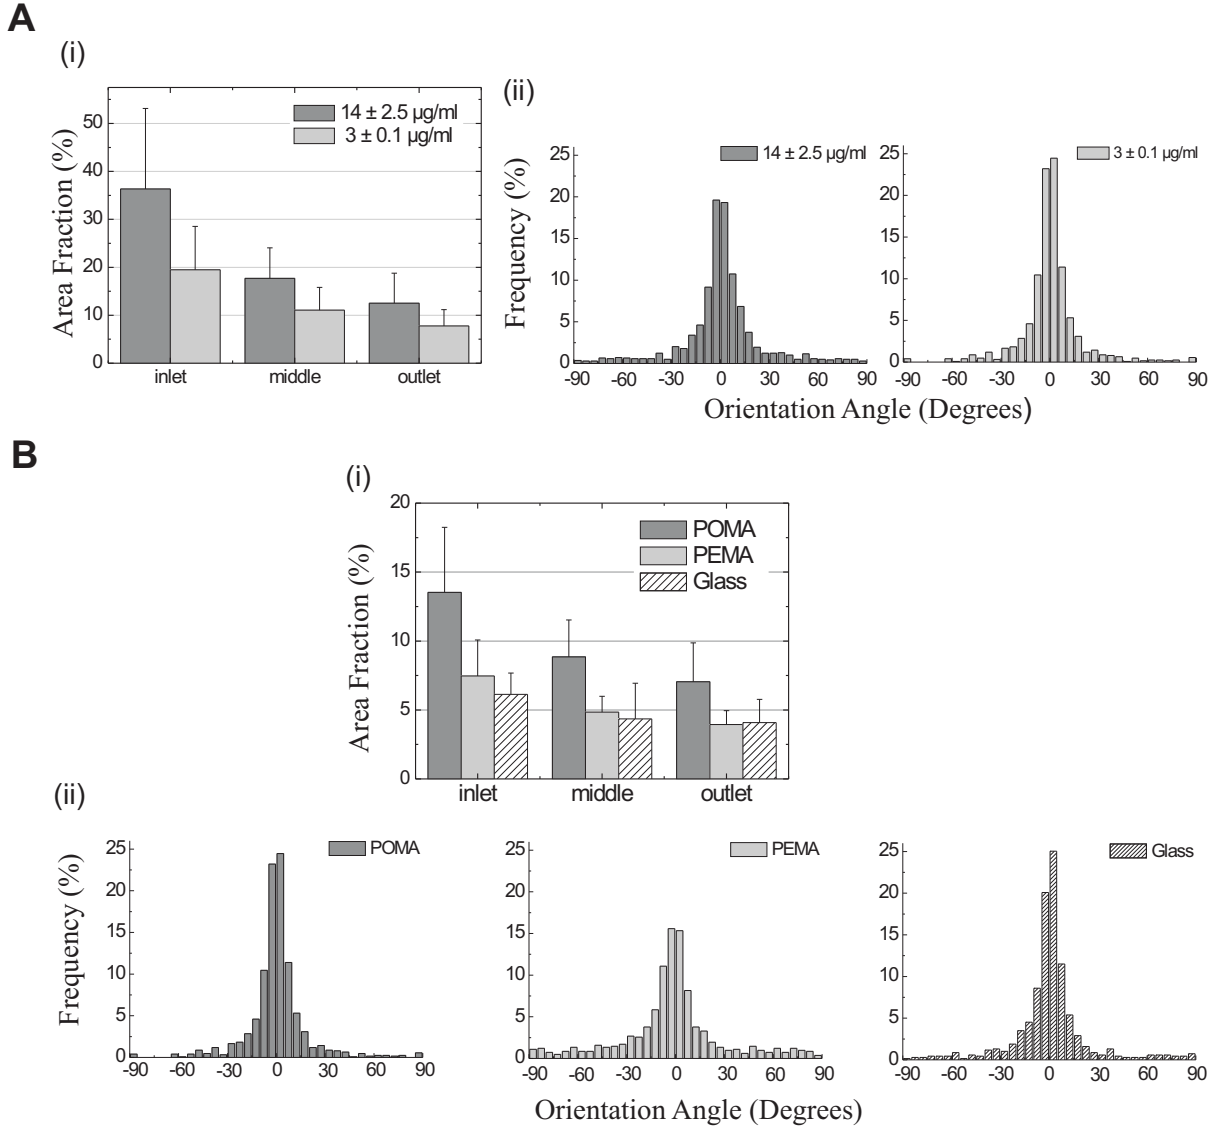 A
(i)
Area Fraction (%)
50
40
30
20
10
0
14 ± 2.5 µg/ml
3 ± 0.1 µg/ml
inlet middle outlet
(ii)
Frequency (%)
25
20
15
10
5
0
14 ± 2.5 µg/ml
-90 -60 -30 0 30 60 90
25
20
15
10
5
0
3 ± 0.1 µg/ml
-90 -60 -30 0 30 60 90
Orientation Angle (Degrees)
B
(i)
Area Fraction (%)
20
15
10
5
0
POMA
PEMA
Glass
inlet middle outlet
(ii)
Frequency (%)
25
20
15
10
5
0
POMA
-90 -60 -30 0 30 60 90
25
20
15
10
5
0
PEMA
-90 -60 -30 0 30 60 90
25
20
15
10
5
0
Glass
-90 -60 -30 0 30 60 90
Orientation Angle (Degrees)